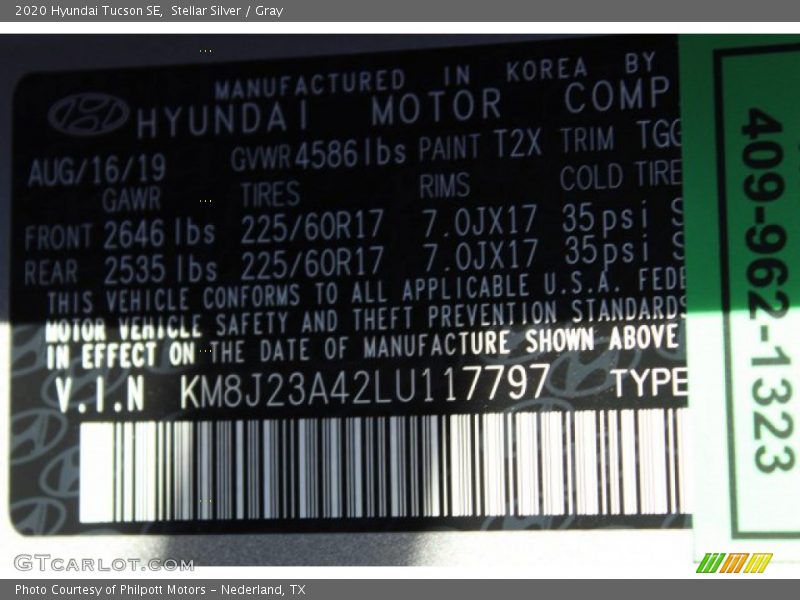 2020 Hyundai Tucson SE, Stellar Silver / Gray
MANUFACTURED IN KOREA BY
HYUNDAI MOTOR COMP
AUG/16/19 GVWR 4586 lbs PAINT T2X TRIM TGG
GAWR TIRES RIMS COLD TIRE
FRONT 2646 lbs 225/60R17 7.0JX17 35psi S
REAR 2535 lbs 225/60R17 7.0JX17 35psi S
THIS VEHICLE CONFORMS TO ALL APPLICABLE U.S.A. FEDE
MOTOR VEHICLE SAFETY AND THEFT PREVENTION STANDARDS
IN EFFECT ON THE DATE OF MANUFACTURE SHOWN ABOVE
V.I.N KM8J23A42LU117797 TYPE
409-962-1323
GTCARLOT.COM
Photo Courtesy of Philpott Motors - Nederland, TX